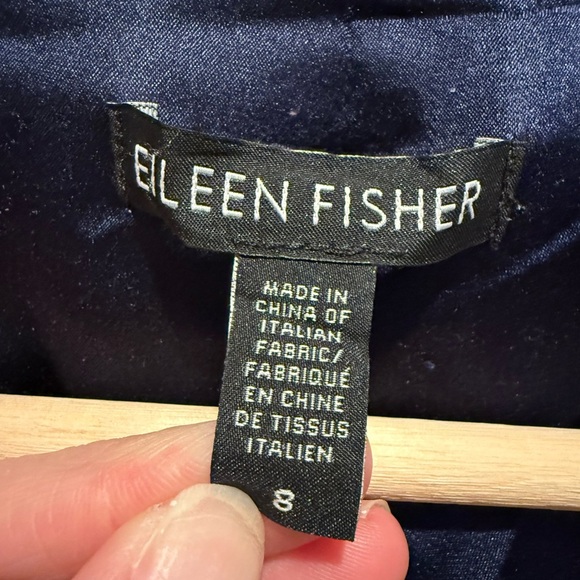 EILEEN FISHER
MADE IN
CHINA OF
ITALIAN
FABRIC/
FABRIQUÉ
EN CHINE
DE TISSUS
ITALIEN
8